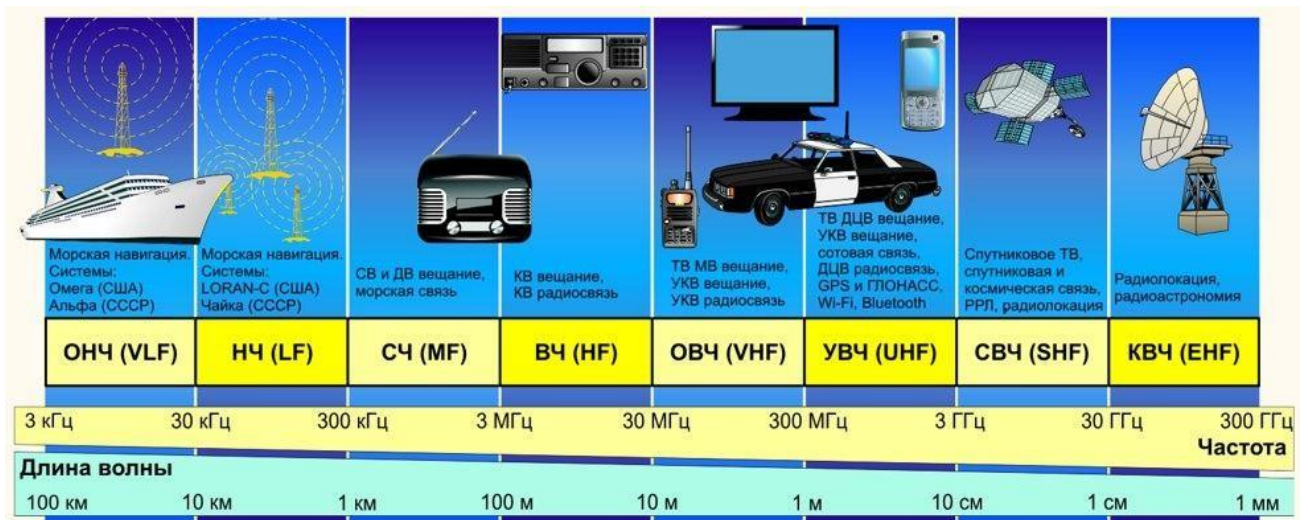 Морская навигация.
Системы:
Омега (США)
Альфа (СССР)
Морская навигация.
Системы:
LORAN-C (США)
Чайка (СССР)
СВ и ДВ вещание,
морская связь
КВ вещание,
КВ радиосвязь
ТВ МВ вещание,
УКВ вещание,
УКВ радиосвязь
ТВ ДЦВ вещание,
УКВ вещание,
сотовая связь,
ДЦВ радиосвязь,
GPS и ГЛОНАСС.
Wi-Fi, Bluetooth
Спутниковое ТВ,
спутниковая и
космическая связь,
РРЛ, радиолокация
Радиолокация,
радиоастрономия
ОНЧ (VLF) НЧ (LF) СЧ (MF) ВЧ (HF) ОВЧ (VHF) УВЧ (UHF) СВЧ (SHF) КВЧ (EHF)
3 кГц 30 кГц 300 кГц 3 МГц 30 МГц 300 МГц 3 ГГц 30 ГГц 300 ГГц
Частота
Длина волны
100 км 10 км 1 км 100 м 10 м 1 м 10 см 1 см 1 мм